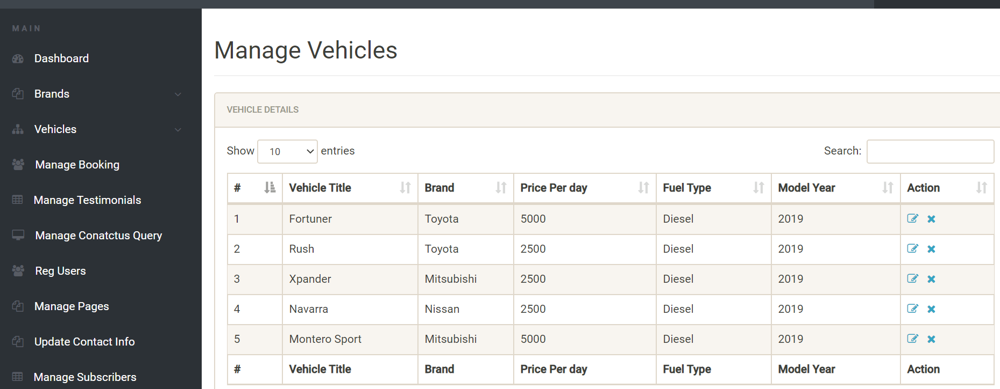 MAIN
Dashboard
Brands
Vehicles
Manage Booking
Manage Testimonials
Manage Conatctus Query
Reg Users
Manage Pages
Update Contact Info
Manage Subscribers
Manage Vehicles
VEHICLE DETAILS
Show 10 entries
Search:
# Vehicle Title Brand Price Per day Fuel Type Model Year Action
1 Fortuner Toyota 5000 Diesel 2019
2 Rush Toyota 2500 Diesel 2019
3 Xpander Mitsubishi 2500 Diesel 2019
4 Navarra Nissan 2500 Diesel 2019
5 Montero Sport Mitsubishi 5000 Diesel 2019
# Vehicle Title Brand Price Per day Fuel Type Model Year Action